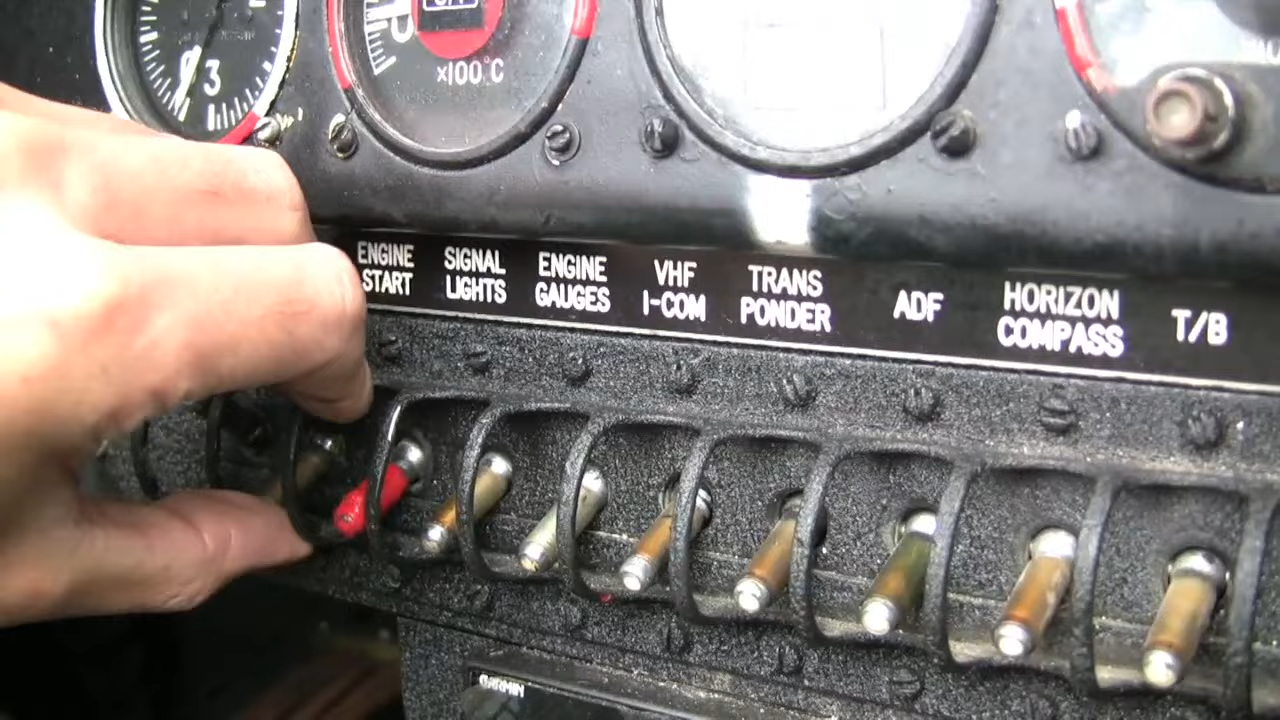 3
×100°C
ENGINE
START
SIGNAL
LIGHTS
ENGINE
GAUGES
VHF
I-COM
TRANS
PONDER
ADF
HORIZON
COMPASS
T/B
GARMIN